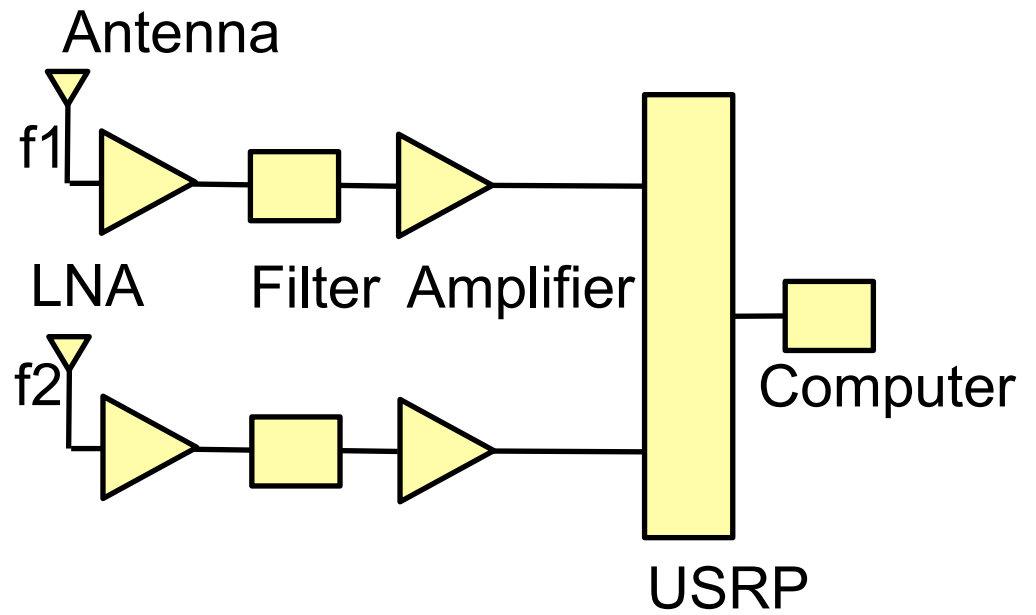 Antenna
f1
LNA
Filter
Amplifier
f2
Computer
USRP